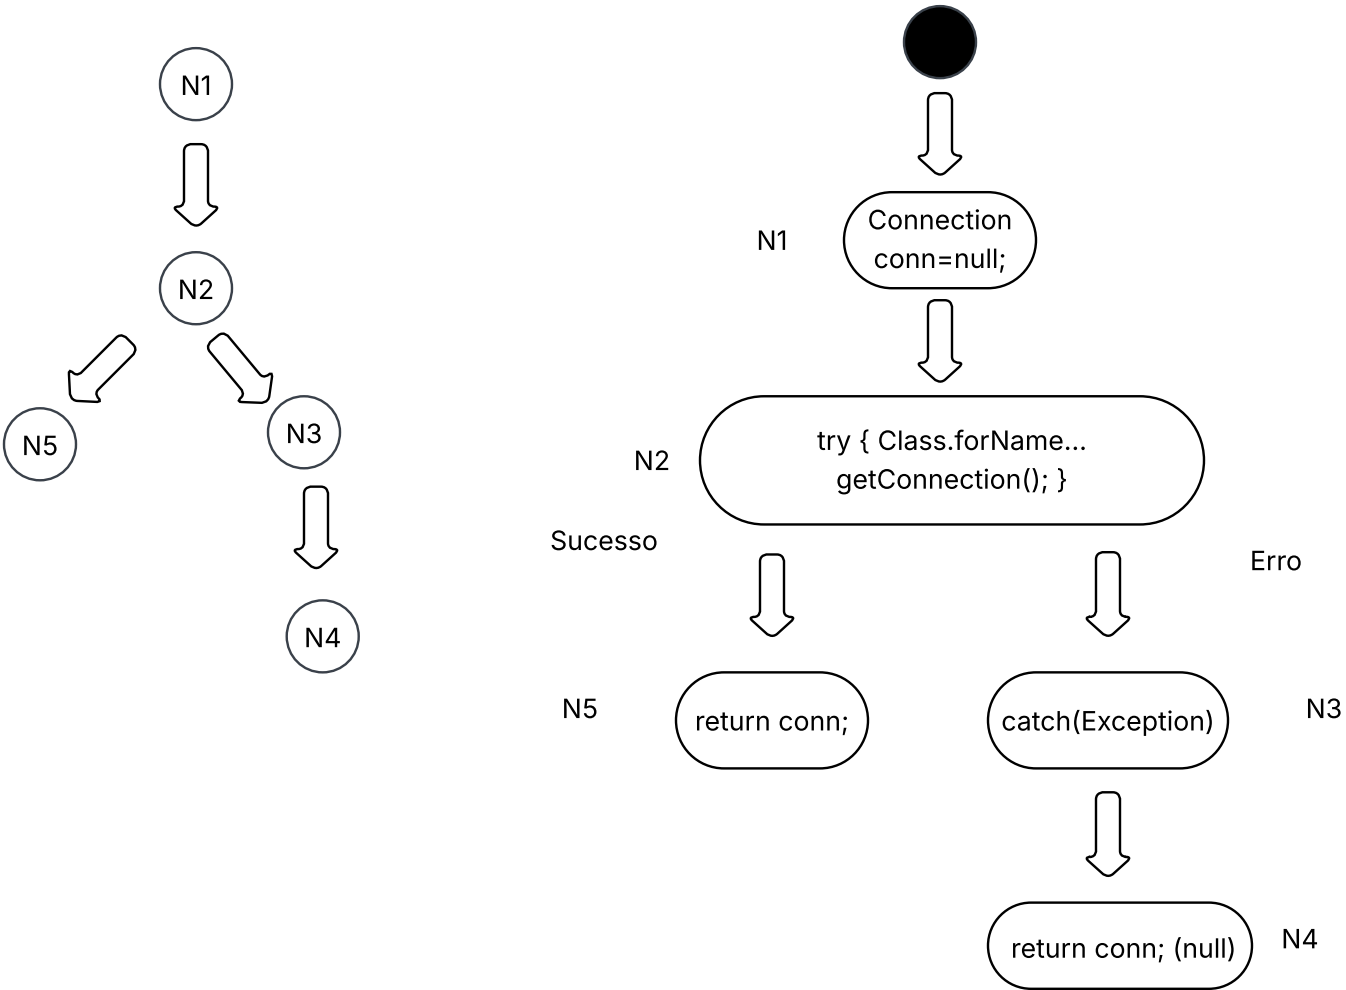 N1
N2
N5
N3
N4
N1
Connection
conn=null;
N2
try { Class.forName...
getConnection(); }
Sucesso
Erro
N5
return conn;
catch(Exception)
N3
return conn; (null)
N4